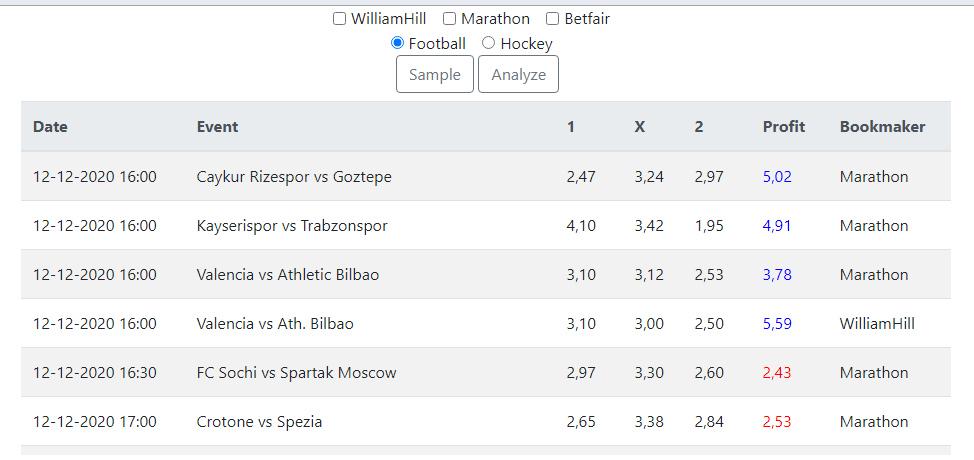 WilliamHill Marathon Betfair
Football Hockey
Sample Analyze
Date Event 1 X 2 Profit Bookmaker
12-12-2020 16:00 Caykur Rizespor vs Goztepe 2,47 3,24 2,97 5,02 Marathon
12-12-2020 16:00 Kayserispor vs Trabzonspor 4,10 3,42 1,95 4,91 Marathon
12-12-2020 16:00 Valencia vs Athletic Bilbao 3,10 3,12 2,53 3,78 Marathon
12-12-2020 16:00 Valencia vs Ath. Bilbao 3,10 3,00 2,50 5,59 WilliamHill
12-12-2020 16:30 FC Sochi vs Spartak Moscow 2,97 3,30 2,60 2,43 Marathon
12-12-2020 17:00 Crotone vs Spezia 2,65 3,38 2,84 2,53 Marathon